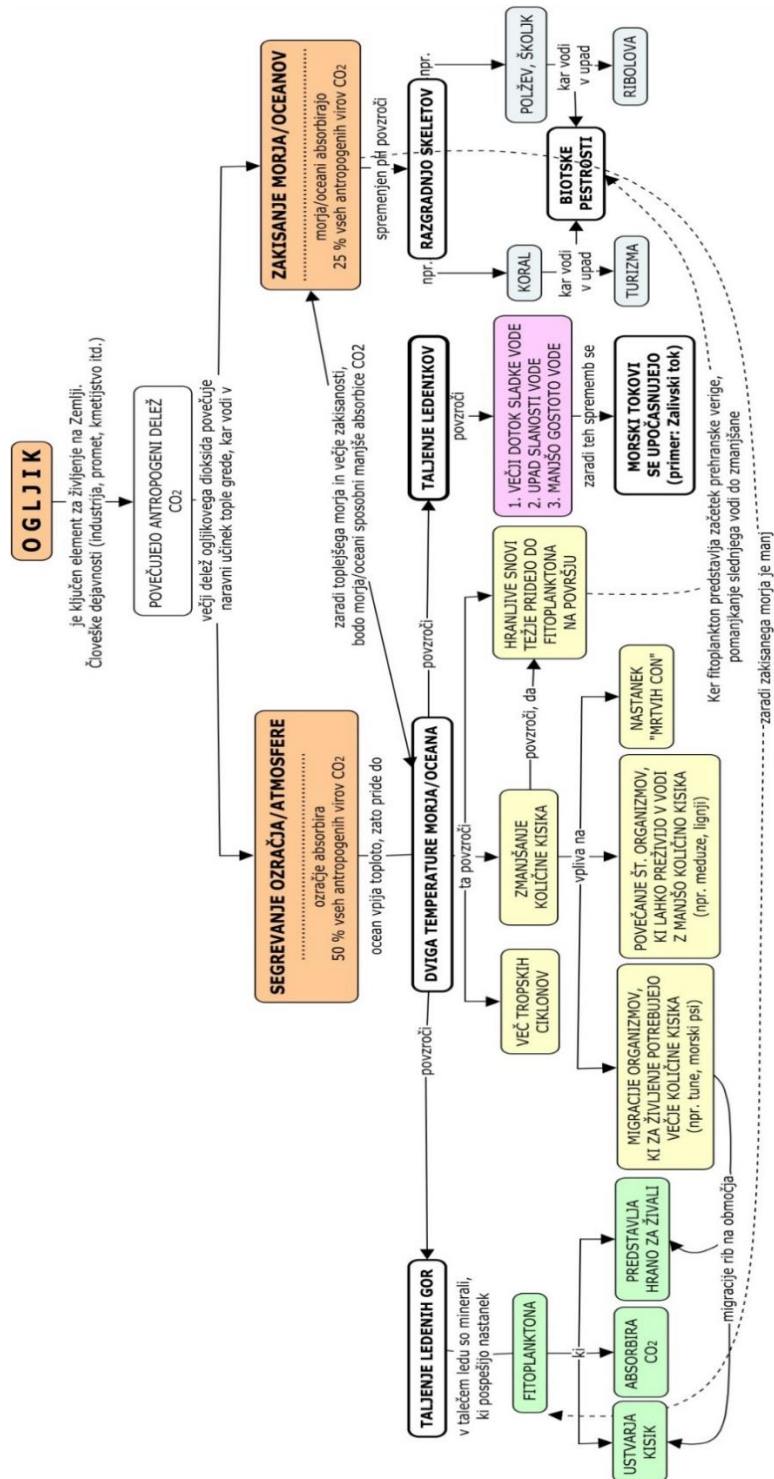 OGLJIK
je ključen element za življenje na Zemlji.
Človeške dejavnosti (industrija, promet, kmetijstvo itd.)
POVEČUJEJO ANTROPOGENI DELEŽ
CO2
večji delež ogljikovega dioksida povečuje
naravni učinek tople grede, kar vodi v
SEGREVANJE OZRAČJA/ATMOSFERE
ozračje absorbira
50 % vseh antropogenih virov CO2
ocean vpija toploto, zato pride do
ZAKISANJE MORJA/OCEANOV
morja/oceani absorbirajo
25 % vseh antropogenih virov CO2
spremenjen pH povzroči
zaradi toplejšega morja in večje zakisanosti,
bodo morja/oceani sposobni manjše absorbice CO2
DVIGA TEMPERATURE MORJA/OCEANA
povzroči
TALJENJE LEDENIH GOR
v talečem ledu so minerali,
ki pospešijo nastanek
FITOPLANKTONA
ki
USTVARJA
KISIK
ABSORBIRA
CO2
PREDSTAVLJA
HRANO ZA ŽIVALI
ta povzroči
VEČ TROPSKIH
CIKLONOV
ZMANJŠANJE
KOLIČINE KISIKA
povzroči, da
HRANLJIVE SNOVI
TEŽJE PRIDEJO DO
FITOPLANKTONA
NA POVRŠJU
vpliva na
MIGRACIJE ORGANIZMOV,
KI ZA ŽIVLJENJE POTREBUJEJO
VEČJE KOLIČINE KISIKA
(npr. tune, morski psi)
POVEČANJE ŠT. ORGANIZMOV,
KI LAHKO PREŽIVIJO V VODI
Z MANJŠO KOLIČINO KISIKA
(npr. meduze, lignji)
NASTANEK
"MRTVIH CON"
migracije rib na območja
povzroči
TALJENJE LEDENIKOV
povzroči
1. VEČJI DOTOK SLADKE VODE
2. UPAD SLANOSTI VODE
3. MANJŠO GOSTOTO VODE
zaradi teh sprememb se
MORSKI TOKOVI
SE UPOČASNUJEJO
(primer: Zalivski tok)
RAZGRADNJO SKELETOV
npr.
npr.
KORAL
POLŽEV, ŠKOLJK
kar vodi
v upad
kar vodi
v upad
TURIZMA
BIOTSKE
PESTROSTI
RIBOLOVA
Ker fitoplankton predstavlja začetek prehranske verige,
pomanjkanje slednjega vodi do zmanjšane
zaradi zakisanega morja je manj